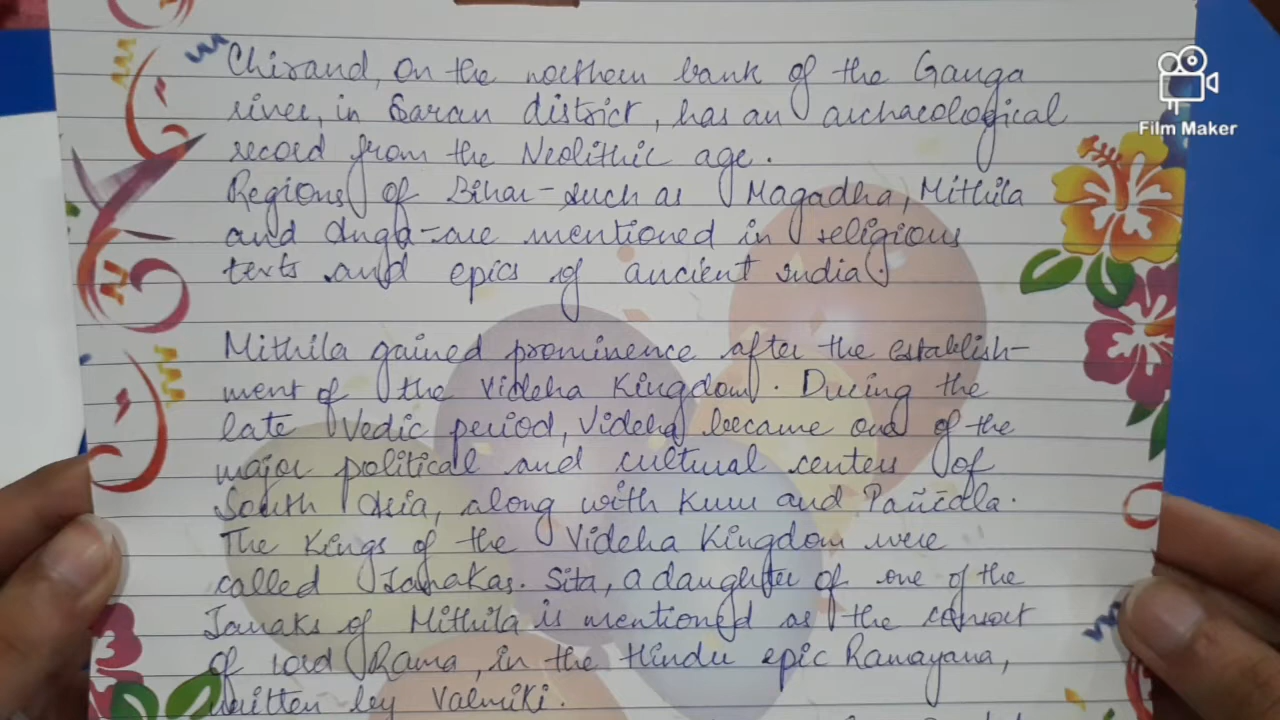 Chirand, on the northern bank of the Ganga
river, in Saran district, has an archaeological
record from the Neolithic age.
Regions of Bihar-such as Magadha, Mithila
and Anga-are mentioned in religious
texts and epics of ancient india.
Mithila gained prominence after the establish-
ment of the Videha Kingdom. During the
late Vedic period, Videha became one of the
major political and cultural centers of
South Asia, along with Kuru and Pañcāla.
The Kings of the Videha Kingdom were
called Janakas. Sita, a daughter of one of the
Janaks of Mithila is mentioned as the consort
of lord Rama, in the Hindu epic Ramayana,
written by Valmiki.
Film Maker